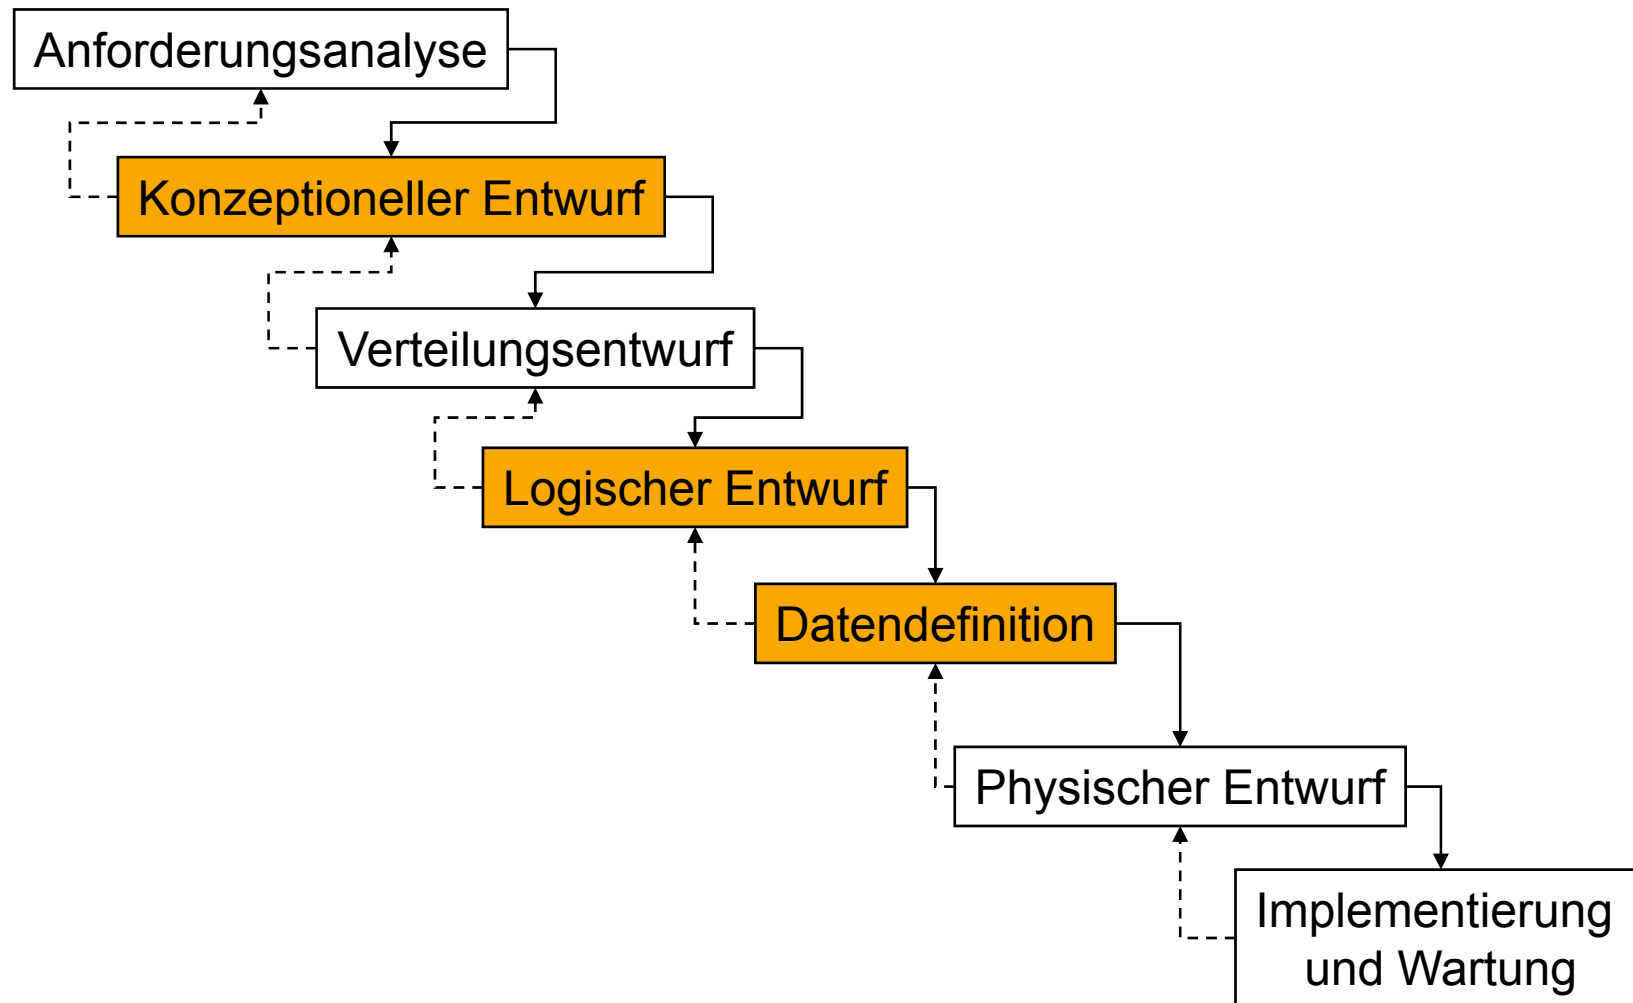 Anforderungsanalyse
Konzeptioneller Entwurf
Verteilungsentwurf
Logischer Entwurf
Datendefinition
Physischer Entwurf
Implementierung
und Wartung